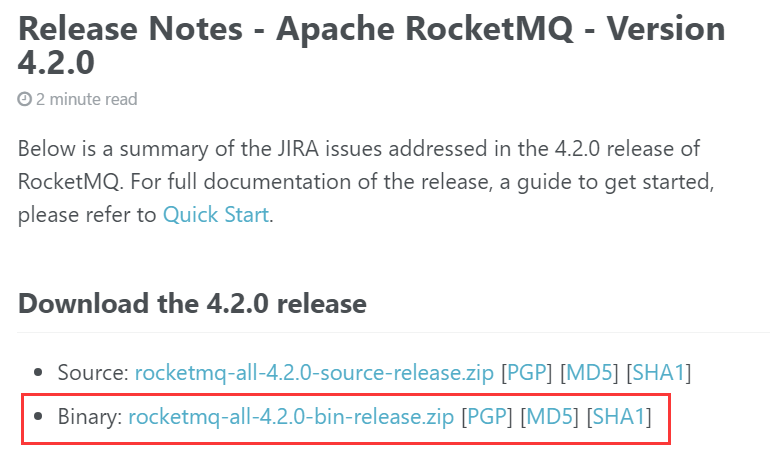 Release Notes - Apache RocketMQ - Version
4.2.0
2 minute read
Below is a summary of the JIRA issues addressed in the 4.2.0 release of
RocketMQ. For full documentation of the release, a guide to get started,
please refer to Quick Start.
Download the 4.2.0 release
• Source: rocketmq-all-4.2.0-source-release.zip [PGP] [MD5] [SHA1]
• Binary: rocketmq-all-4.2.0-bin-release.zip [PGP] [MD5] [SHA1]